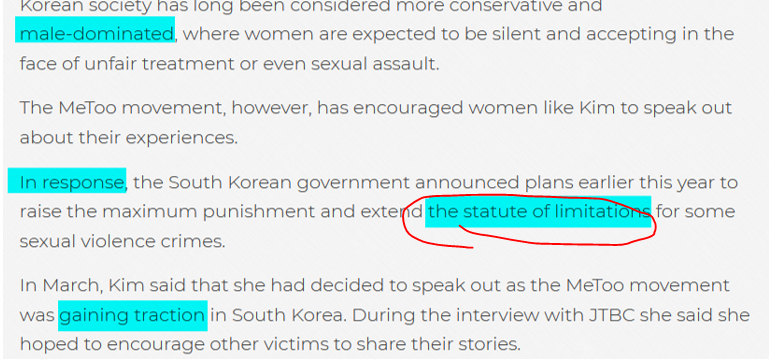 Korean society has long been considered more conservative and
male-dominated, where women are expected to be silent and accepting in the
face of unfair treatment or even sexual assault.
The MeToo movement, however, has encouraged women like Kim to speak out
about their experiences.
In response, the South Korean government announced plans earlier this year to
raise the maximum punishment and extend the statute of limitations for some
sexual violence crimes.
In March, Kim said that she had decided to speak out as the MeToo movement
was gaining traction in South Korea. During the interview with JTBC she said she
hoped to encourage other victims to share their stories.